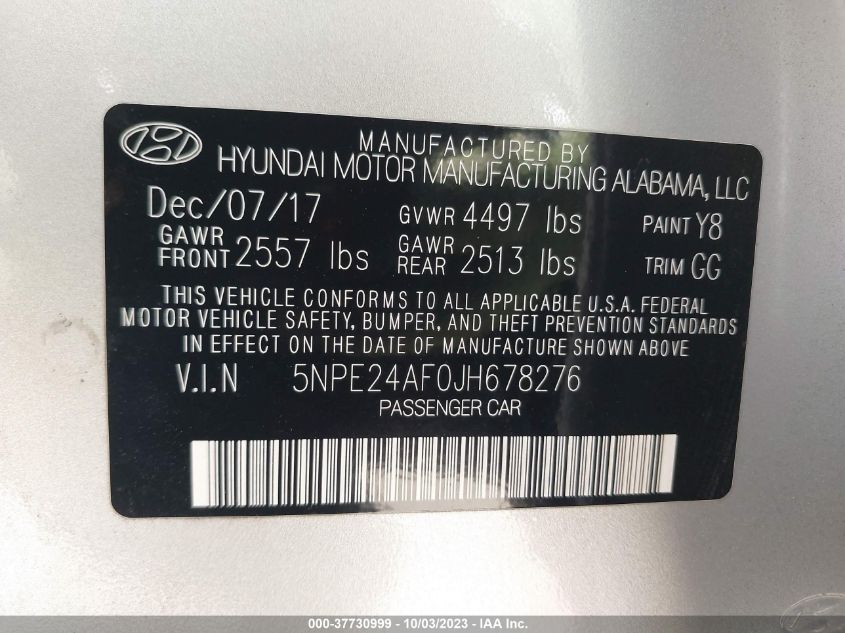 MANUFACTURED BY
HYUNDAI MOTOR MANUFACTURING ALABAMA, LLC
Dec/07/17 GVWR 4497 lbs PAINT Y8
GAWR FRONT 2557 lbs GAWR REAR 2513 lbs TRIM GG
THIS VEHICLE CONFORMS TO ALL APPLICABLE U.S.A. FEDERAL
MOTOR VEHICLE SAFETY, BUMPER, AND THEFT PREVENTION STANDARDS
IN EFFECT ON THE DATE OF MANUFACTURE SHOWN ABOVE
V.I.N 5NPE24AF0JH678276
PASSENGER CAR
000-37730999 - 10/03/2023 - IAA Inc.